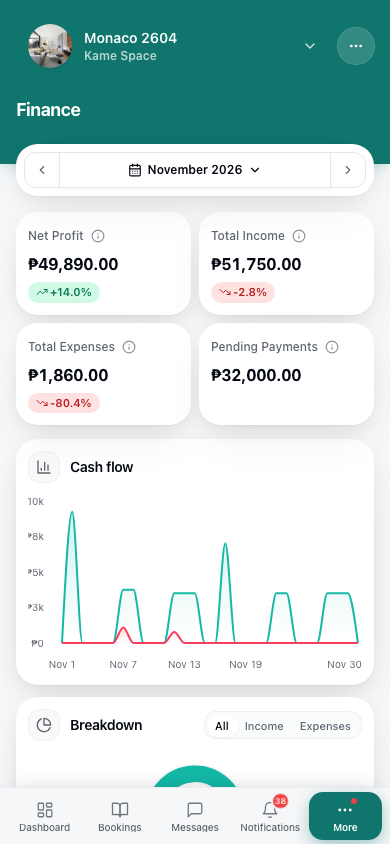 Monaco 2604
Kame Space
Finance
November 2026
Net Profit
₱49,890.00
+14.0%
Total Income
₱51,750.00
-2.8%
Total Expenses
₱1,860.00
-80.4%
Pending Payments
₱32,000.00
Cash flow
10k
₱8k
₱5k
₱3k
₱0
Nov 1 Nov 7 Nov 13 Nov 19 Nov 30
Breakdown
All Income Expenses
38
Dashboard Bookings Messages Notifications More